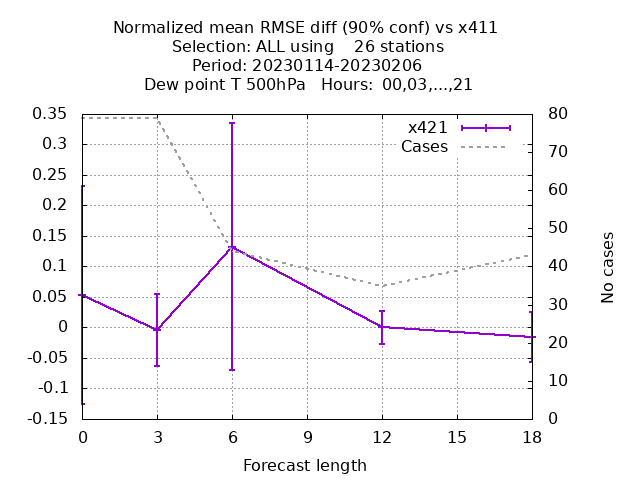 Normalized mean RMSE diff (90% conf) vs x411
Selection: ALL using    26 stations
Period: 20230114-20230206
Dew point T 500hPa   Hours:  00,03,...,21
x421
Cases
0.35
0.3
0.25
0.2
0.15
0.1
0.05
0
-0.05
-0.1
-0.15
80
70
60
50
40
30
20
10
0
No cases
0 3 6 9 12 15 18
Forecast length